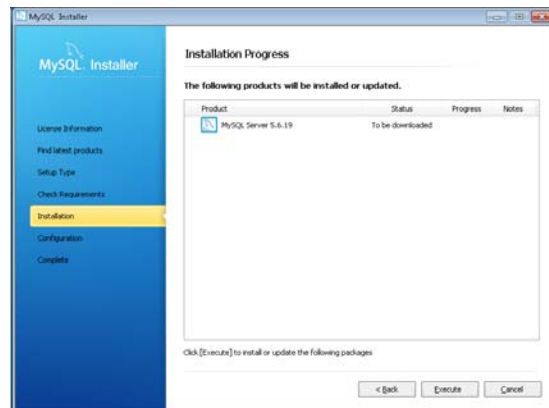 MySQL Installer
MySQL Installer
License Information
Find latest products
Setup Type
Check Requirements
Installation
Configuration
Complete
Installation Progress
The following products will be installed or updated.
Product Status Progress Notes
MySQL Server 5.6.19 To be downloaded
Click [Execute] to install or update the following packages
< Back Execute Cancel